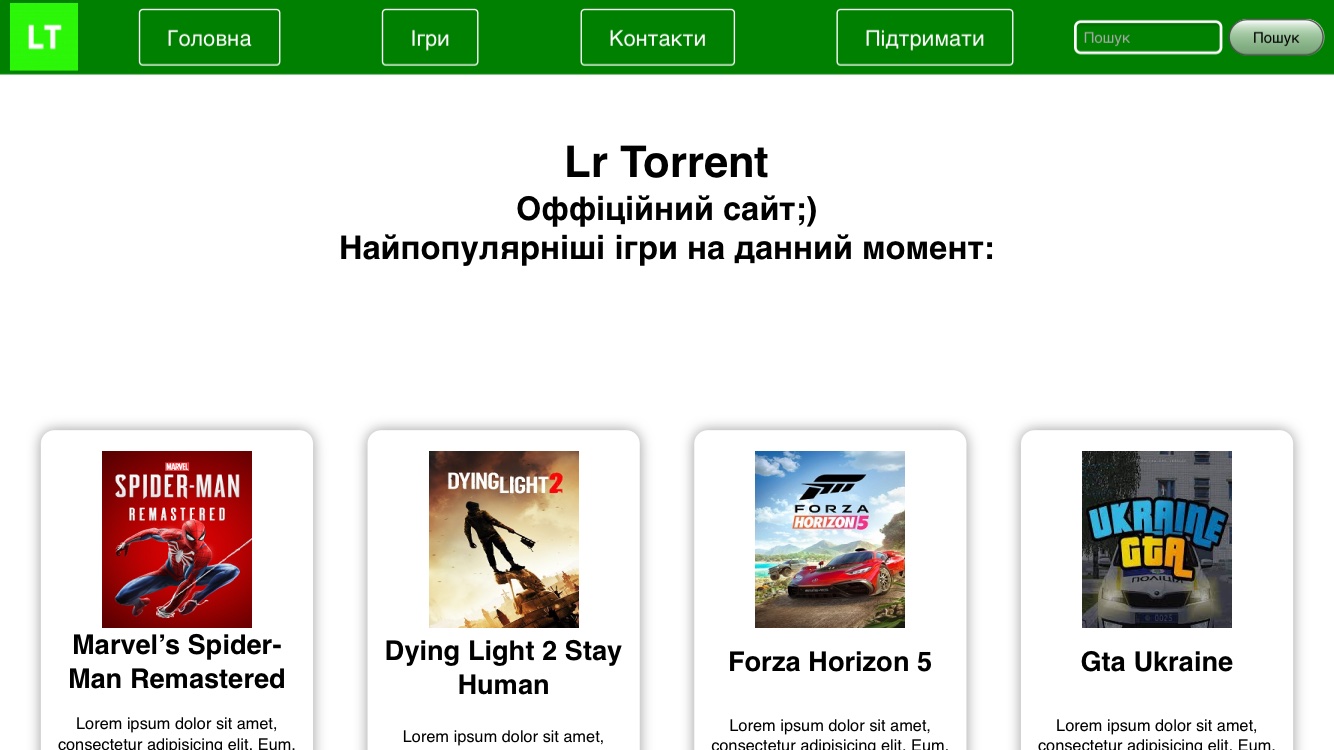 LT
Головна
Ігри
Контакти
Підтримати
Пошук
Пошук
Lr Torrent
Оффіційний сайт;)
Найпопулярніші ігри на данний момент:
MARVEL
SPIDER-MAN
REMASTERED
Marvel’s Spider-
Man Remastered
Lorem ipsum dolor sit amet,
consectetur adipisicing elit. Eum,
DYING LIGHT 2
Dying Light 2 Stay
Human
Lorem ipsum dolor sit amet,
FORZA
HORIZON 5
Forza Horizon 5
Lorem ipsum dolor sit amet,
consectetur adipisicing elit. Eum,
UKRAINE
GTA
ПОЛІЦІЯ
0025
Gta Ukraine
Lorem ipsum dolor sit amet,
consectetur adipisicing elit. Eum,